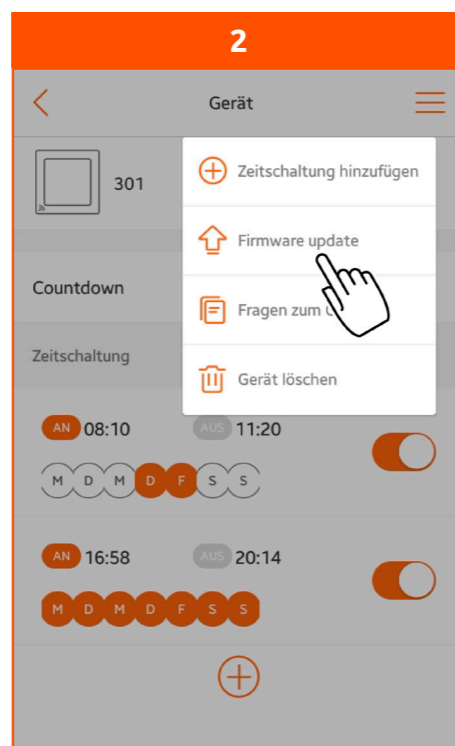 2
Gerät
301
Zeitschaltung hinzufügen
Firmware update
Countdown
Fragen zum
Zeitschaltung
Gerät löschen
AN 08:10 AUS 11:20
M D M D F S S
AN 16:58 AUS 20:14
M D M D F S S